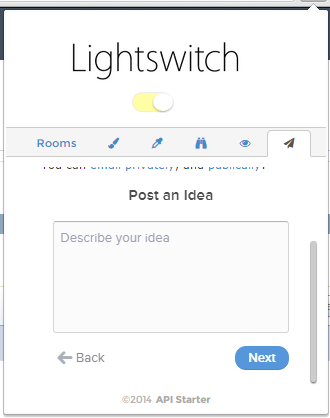 Lightswitch
Rooms
You can email privately, and publically?
Post an Idea
Describe your idea
Back
Next
©2014 API Starter